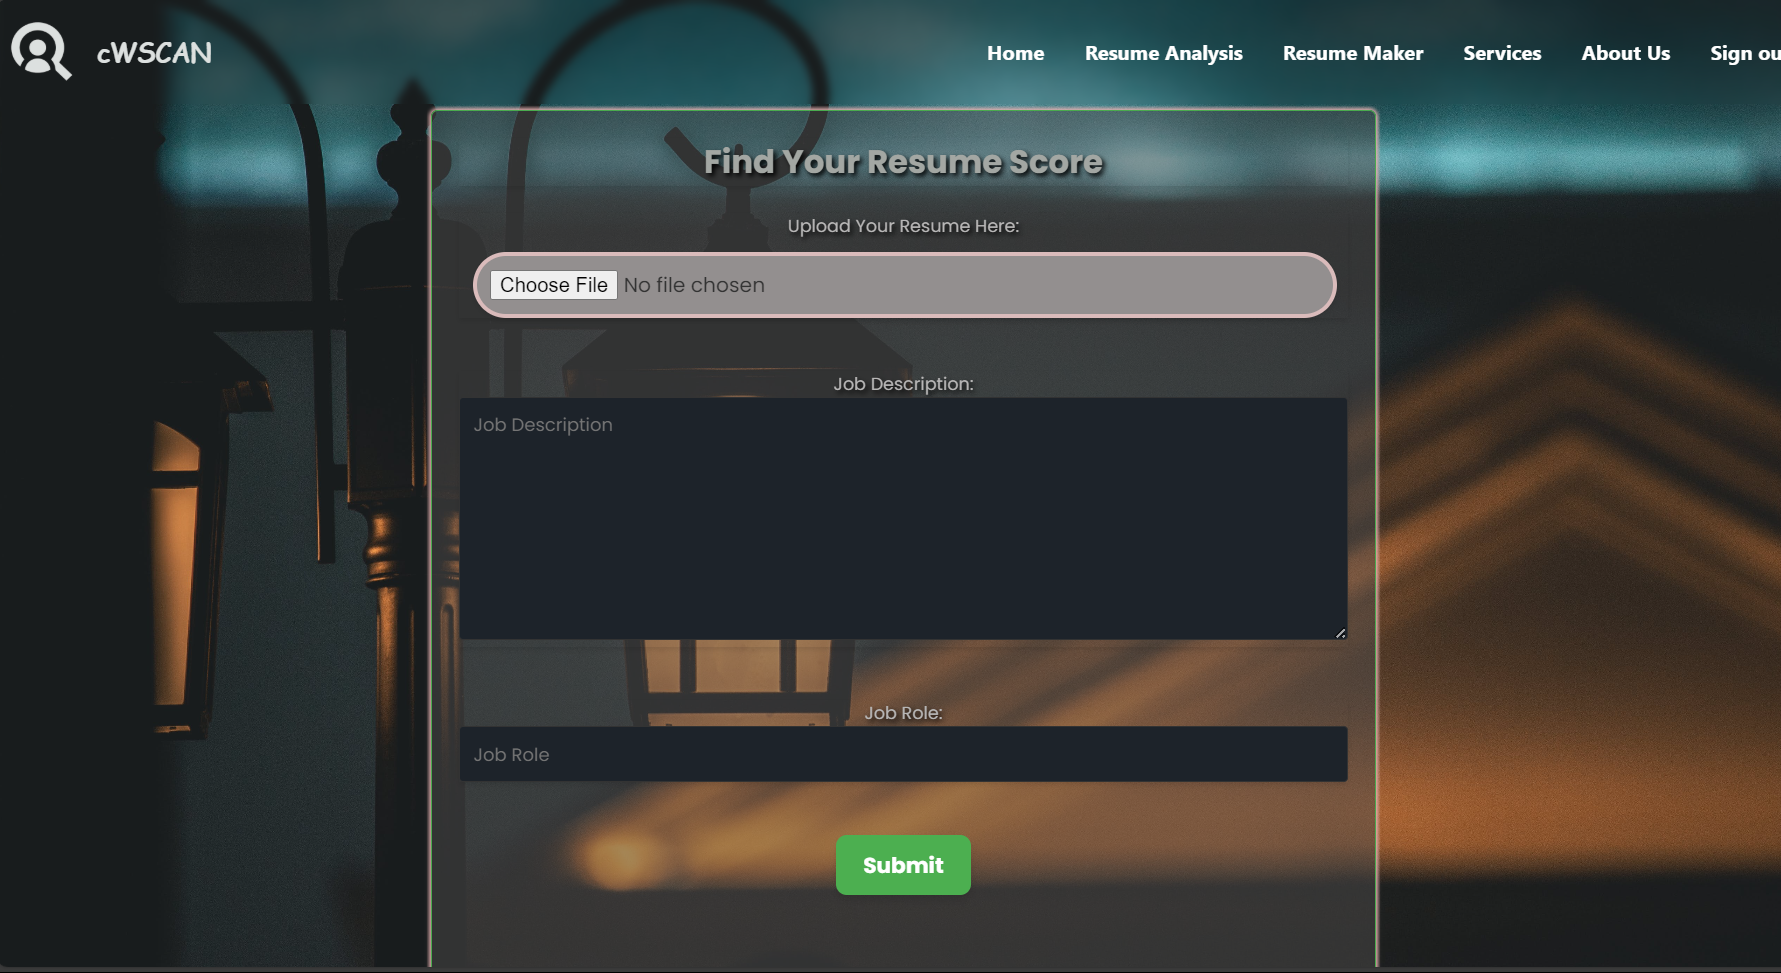 cWSCAN
Home Resume Analysis Resume Maker Services About Us Sign ou
Find Your Resume Score
Upload Your Resume Here:
Choose File No file chosen
Job Description:
Job Description
Job Role:
Job Role
Submit